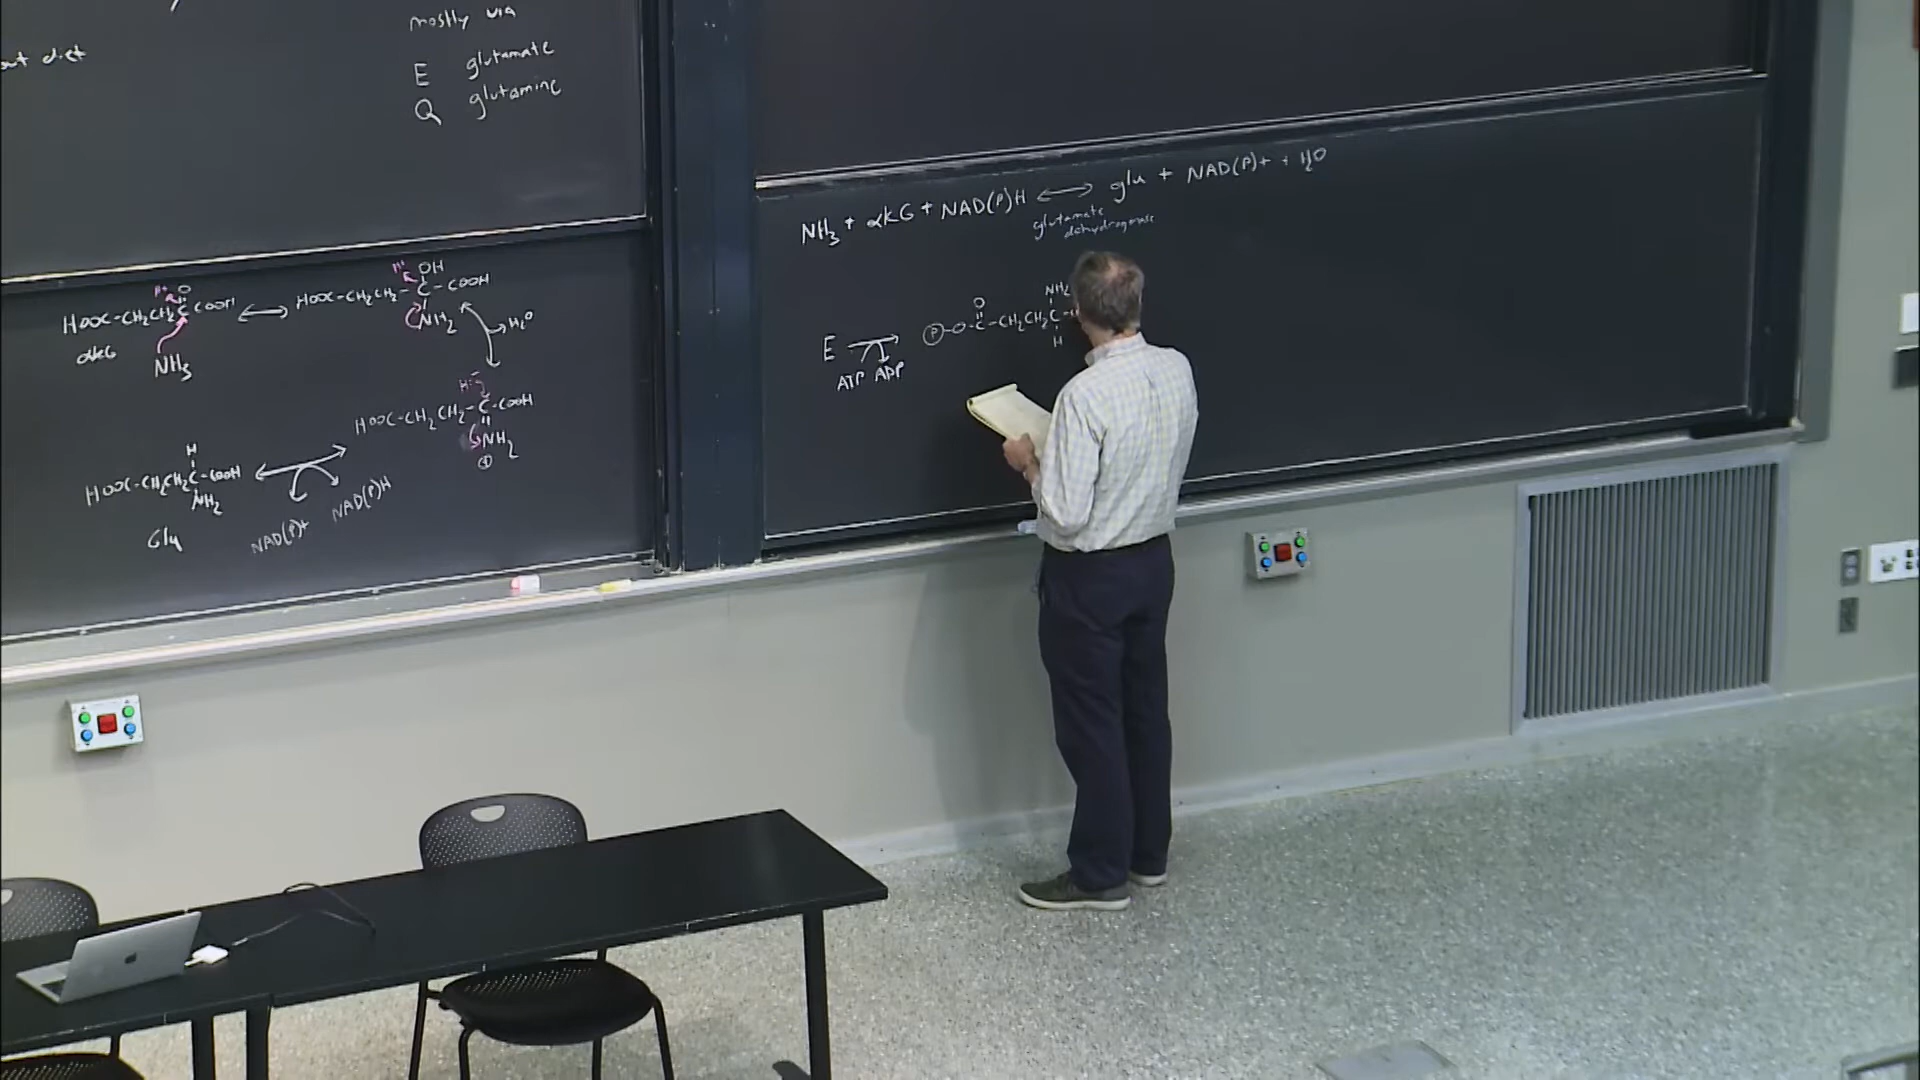 out diet
mostly via
E glutamate
Q glutamine
H+ O
HOOC-CH2CH2C COOH
αkG
NH3
H+ OH
HOOC-CH2CH2-C-COOH
NH2
H2O
H:-
HOOC-CH2CH2-C-COOH
NH2
+
H
HOOC-CH2CH2C-COOH
NH2
Glu
NAD(P)+ NAD(P)H
NH3 + αkG + NAD(P)H ⟷ glu + NAD(P)+ + H2O
glutamate
dehydrogenase
E ATP ADP
O NH2
P-O-C-CH2CH2C-
H